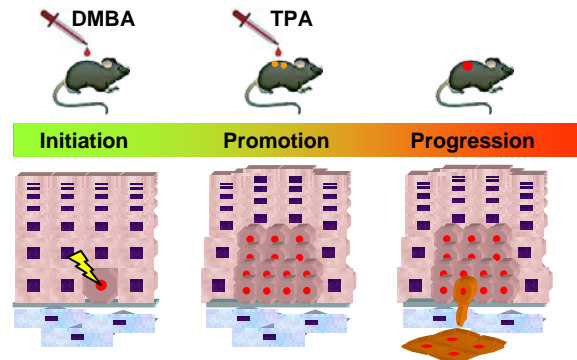 DMBA
TPA
Initiation
Promotion
Progression